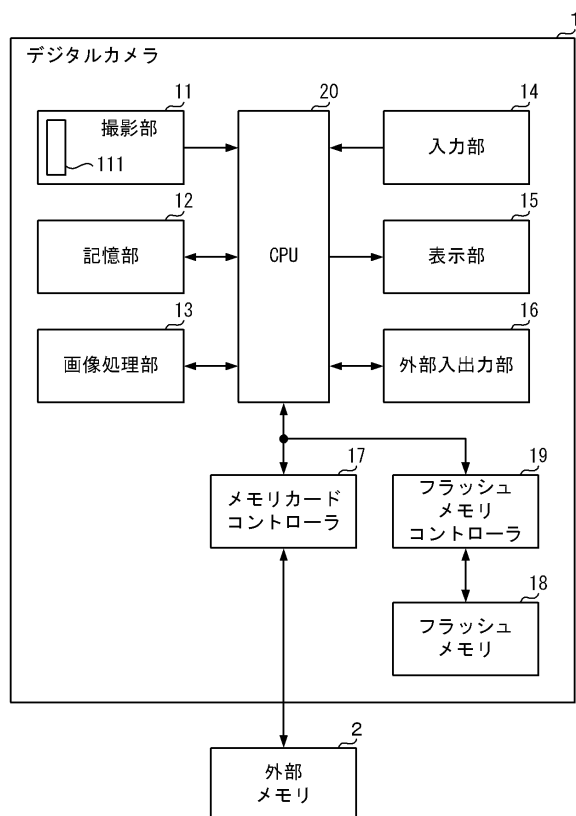 1
デジタルカメラ
11
撮影部
111
20
CPU
14
入力部
12
記憶部
15
表示部
13
画像処理部
16
外部入出力部
17
メモリカード
コントローラ
19
フラッシュ
メモリ
コントローラ
18
フラッシュ
メモリ
2
外部
メモリ